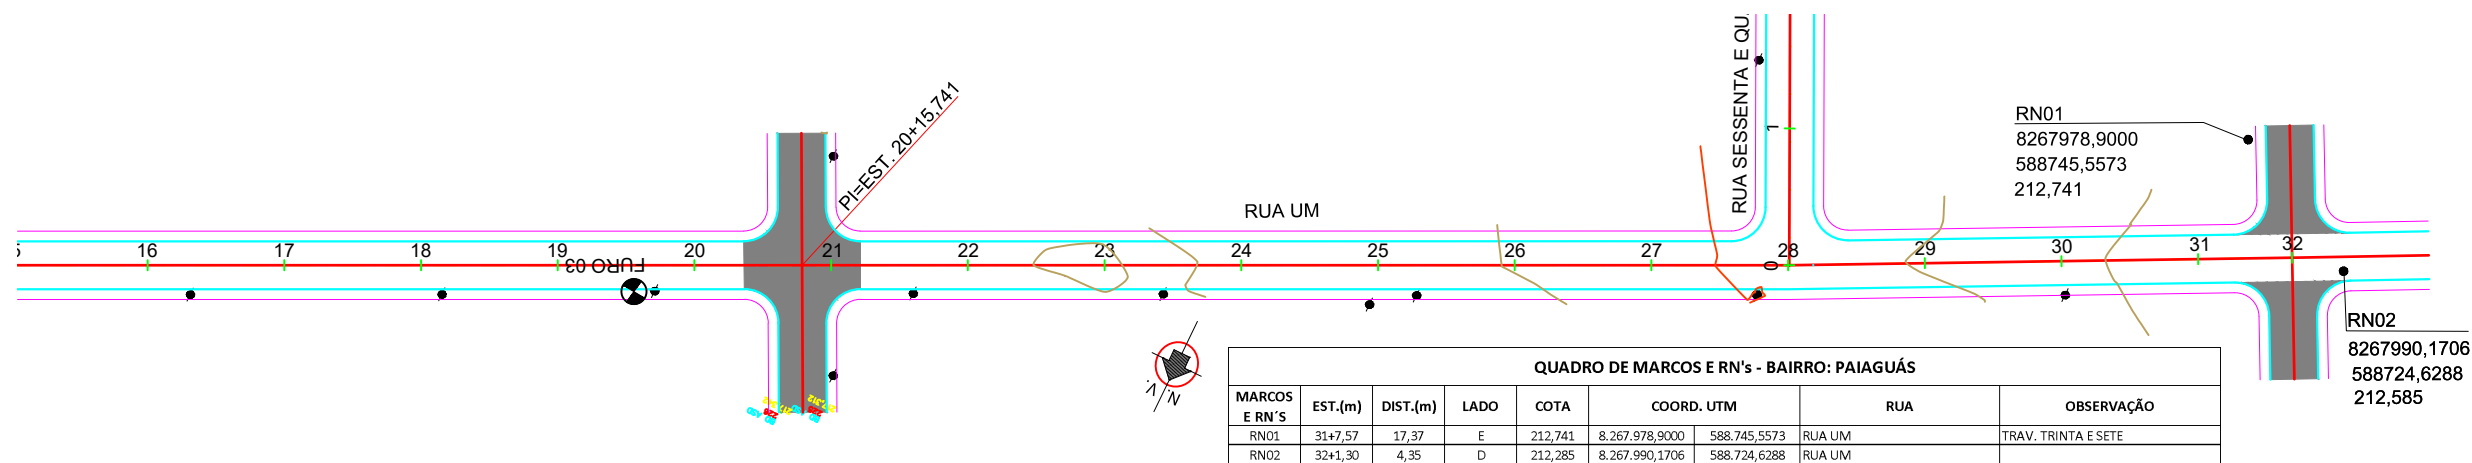 RUA SESSSENTA E QU
PI=EST. 20+15,741
RUA UM
RN01
8267978,9000
588745,5573
212,741
16 17 18 19 20 21 22 23 24 25 26 27 28 29 30 31 32
1
0
FURO 03
N. V.
RN02
8267990,1706
588724,6288
212,585
QUADRO DE MARCOS E RN's - BAIRRO: PAIAGUÁS
MARCOS E RN´S EST.(m) DIST.(m) LADO COTA COORD. UTM RUA OBSERVAÇÃO
RN01 31+7,57 17,37 E 212,741 8.267.978,9000 588.745,5573 RUA UM TRAV. TRINTA E SETE
RN02 32+1,30 4,35 D 212,285 8.267.990,1706 588.724,6288 RUA UM